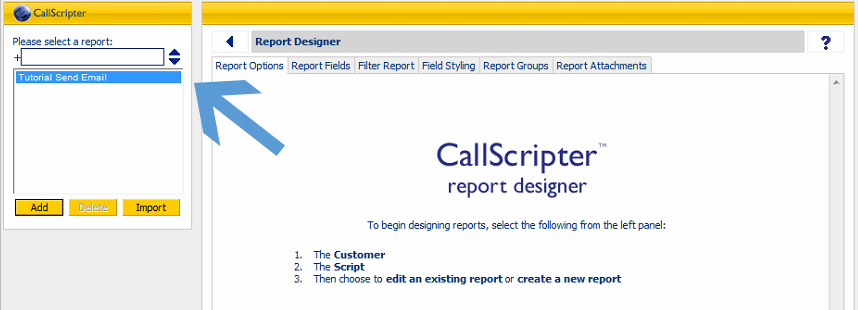 CallScripter
Please select a report:
+
Tutorial Send Email
Add Delete Import
Report Designer ?
Report Options Report Fields Filter Report Field Styling Report Groups Report Attachments
CallScripter™
report designer
To begin designing reports, select the following from the left panel:
1. The Customer
2. The Script
3. Then choose to edit an existing report or create a new report